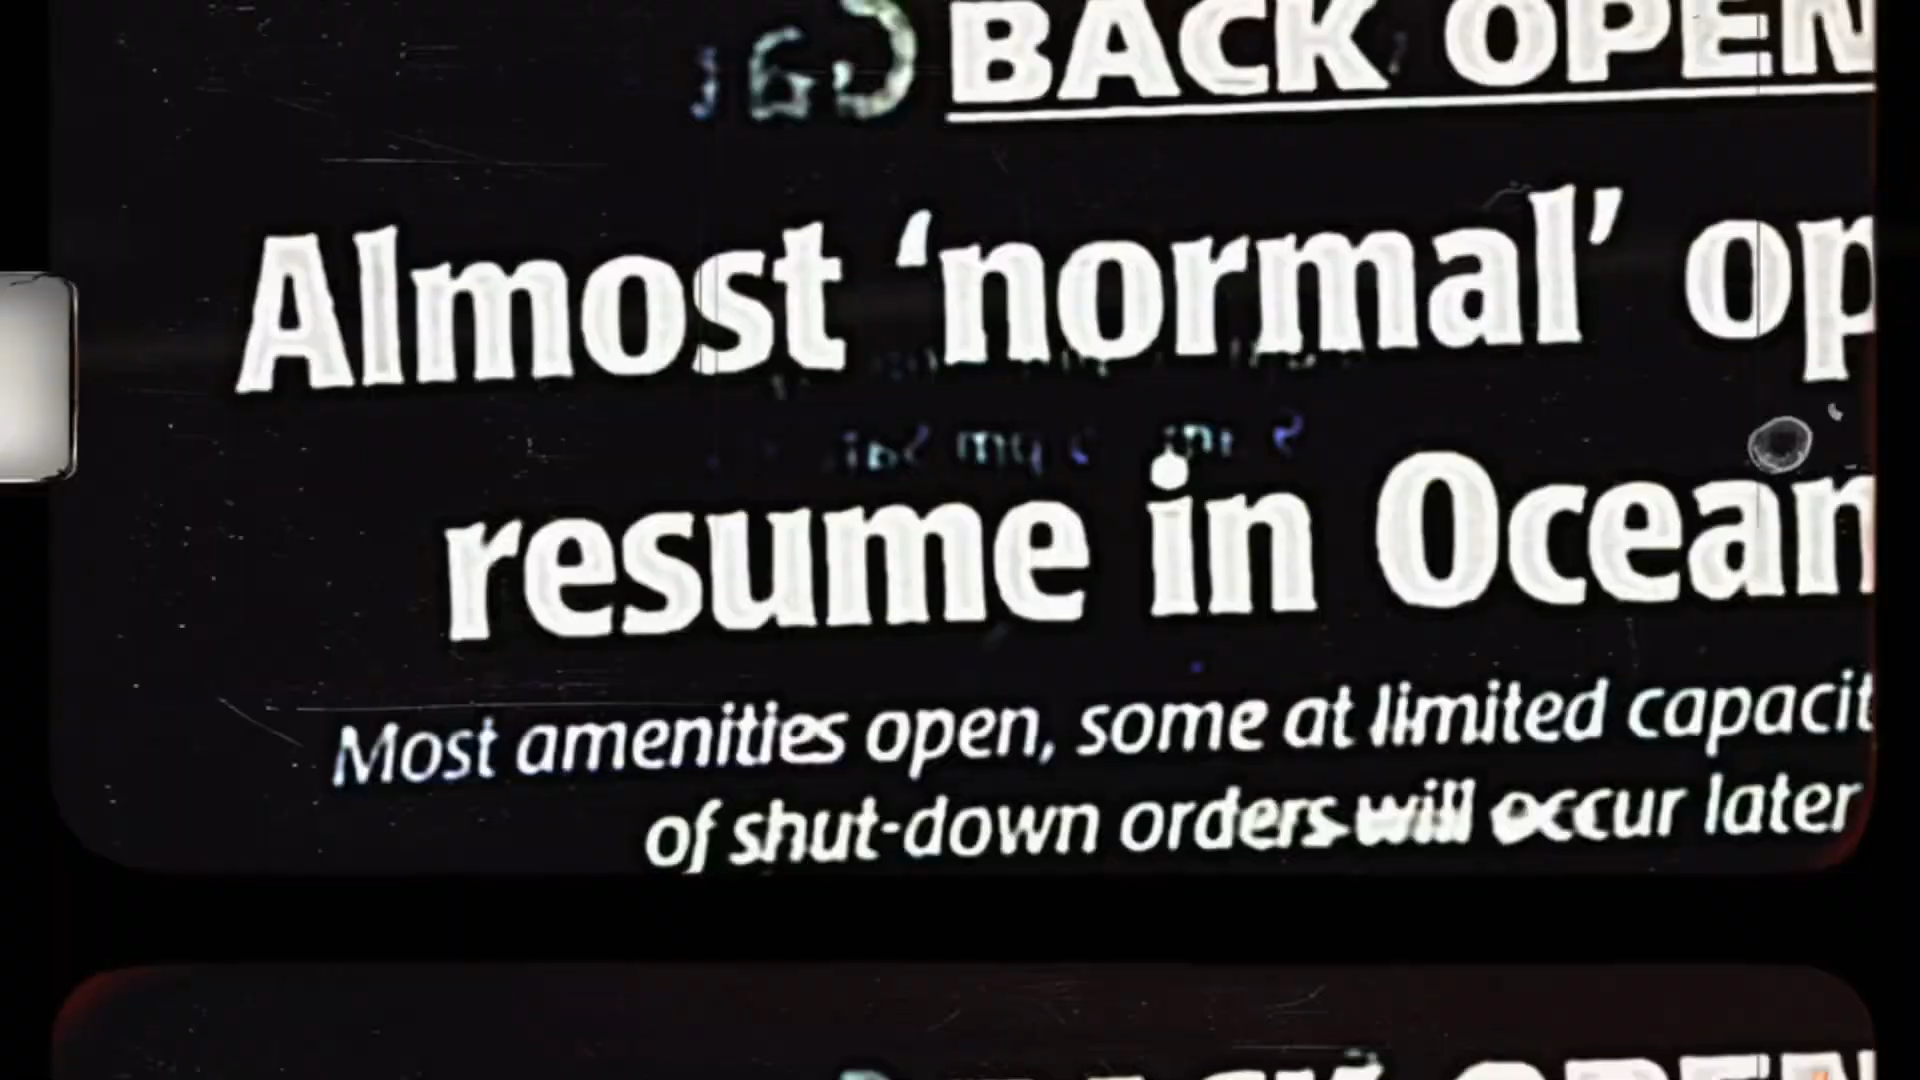 BACK OPEN
Almost ‘normal’ op
resume in Ocean
Most amenities open, some at limited capacit
of shut-down orders will occur later
OPEN